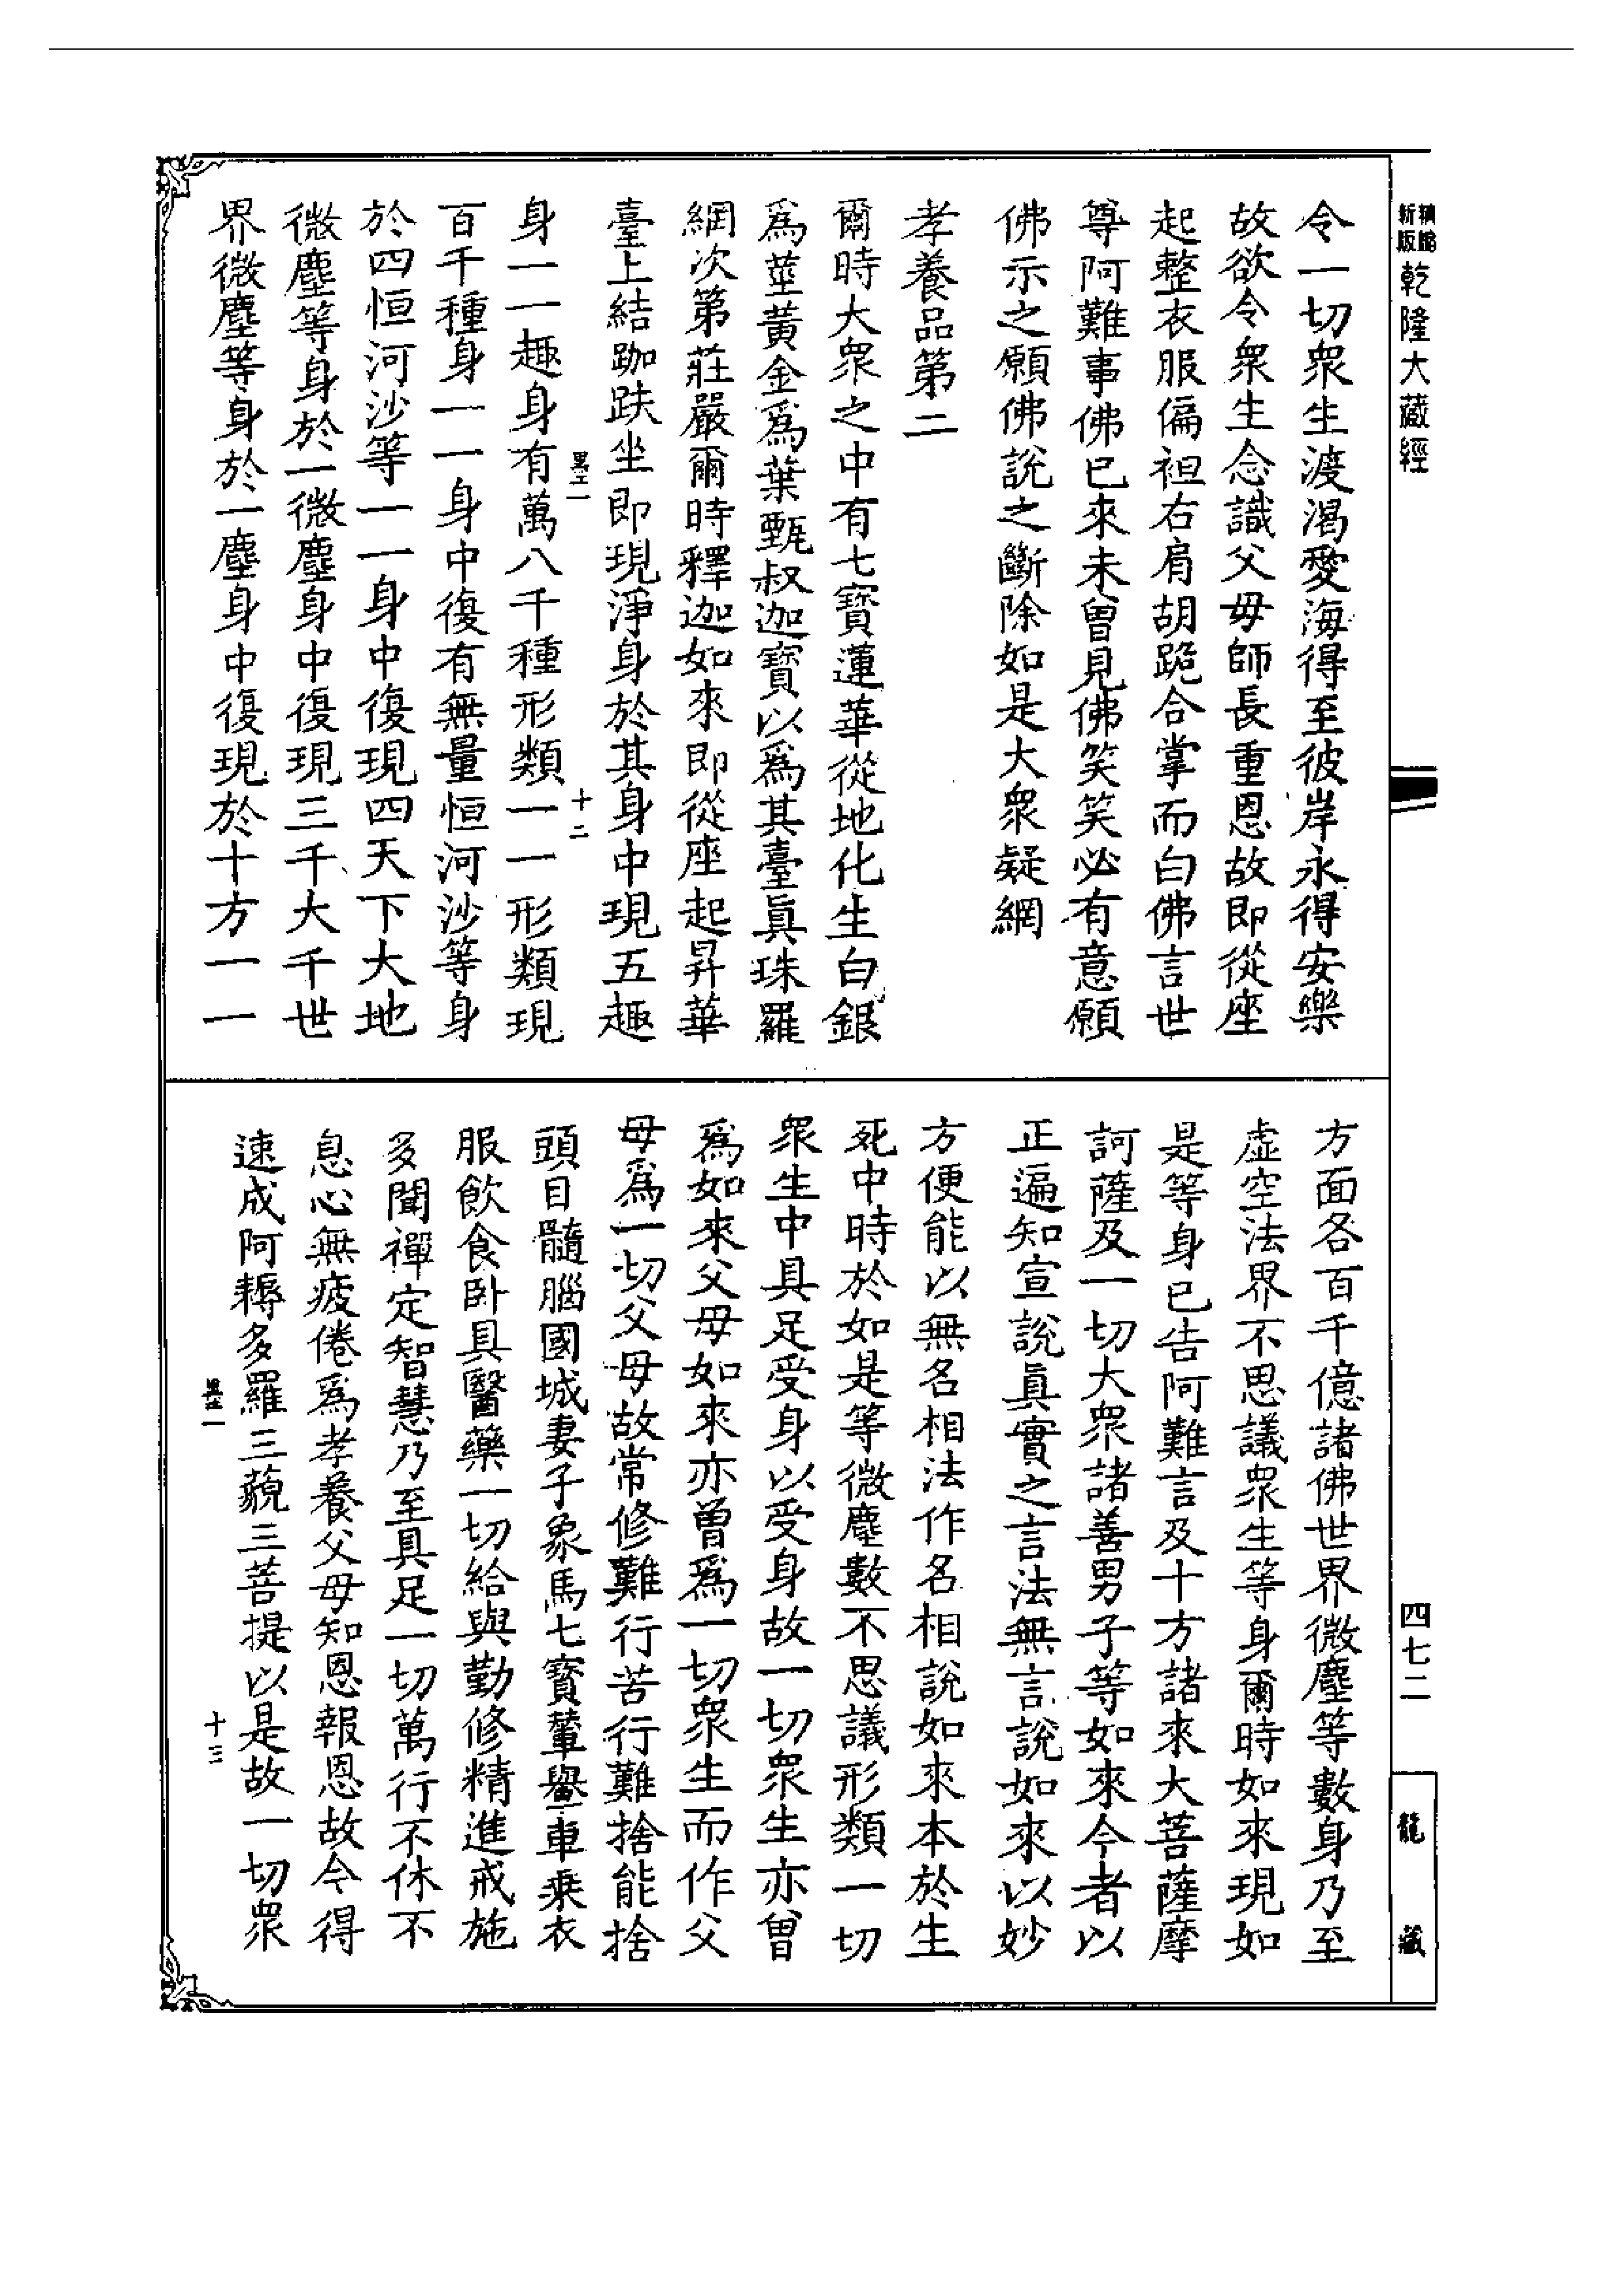 乾隆大藏經
四七二
龍藏
令一切衆生渡渴愛海得至彼岸永得安樂
故欲令衆生念識父母師長重恩故即從座
起整衣服偏袒右肩胡跪合掌而白佛言世
尊阿難事佛已來未曾見佛笑笑必有意願
佛示之願佛說之斷除如是大衆疑網
孝養品第二
爾時大衆之中有七寶蓮華從地化生白銀
爲莖黃金爲葉甄叔迦寶以爲其臺眞珠羅
網次第莊嚴爾時釋迦如來即從座起昇華
臺上結跏趺坐即現淨身於其身中現五趣
身一一趣身有萬八千種形類一一形類現
十二
百千種身一一身中復有無量恒河沙等身
於四恒河沙等一一身中復現四天下大地
微塵等身於一微塵身中復現三千大千世
界微塵等身於一塵身中復現於十方一一
方面各百千億諸佛世界微塵等數身乃至
虛空法界不思議衆生等身爾時如來現如
是等身已告阿難言及十方諸來大菩薩摩
訶薩及一切大衆諸善男子等如來今者以
正遍知宣說眞實之言法無言說如來以妙
方便能以無名相法作名相說如來本於生
死中時於如是等微塵數不思議形類一切
衆生中具足受身以受身故一切衆生亦曾
爲如來父母如來亦曾爲一切衆生而作父
母爲一切父母故常修難行苦行難捨能捨
頭目髓腦國城妻子象馬七寶輦轝車乘衣
服飲食卧具醫藥一切給與勤修精進戒施
多聞禪定智慧乃至具足一切萬行不休不
息心無疲倦爲孝養父母知恩報恩故今得
速成阿耨多羅三藐三菩提以是故一切衆
十三